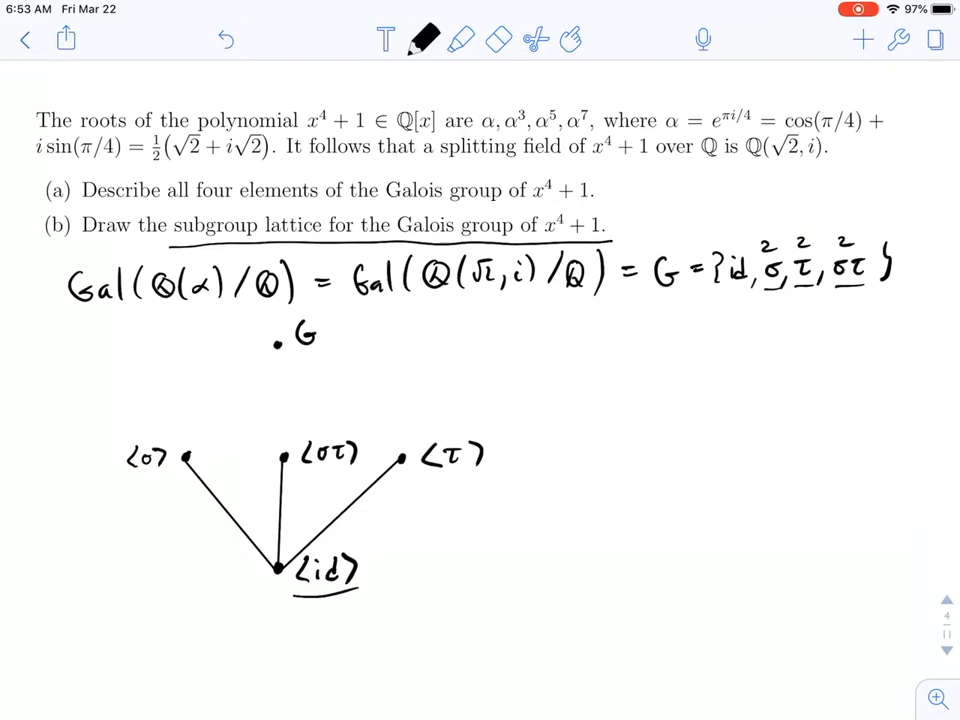 6:53 AM Fri Mar 22 97%
T
The roots of the polynomial x⁴ + 1 ∈ ℚ[x] are α, α³, α⁵, α⁷, where α = e^{πi/4} = cos(π/4) +
i sin(π/4) = ½(√2 + i√2). It follows that a splitting field of x⁴ + 1 over ℚ is ℚ(√2, i).
(a) Describe all four elements of the Galois group of x⁴ + 1.
(b) Draw the subgroup lattice for the Galois group of x⁴ + 1.
2 2 2
Gal(ℚ(α)/ℚ) = Gal(ℚ(√2, i)/ℚ) = G = {id, σ, τ, στ}
G
⟨σ⟩ ⟨στ⟩ ⟨τ⟩
⟨id⟩
4
11